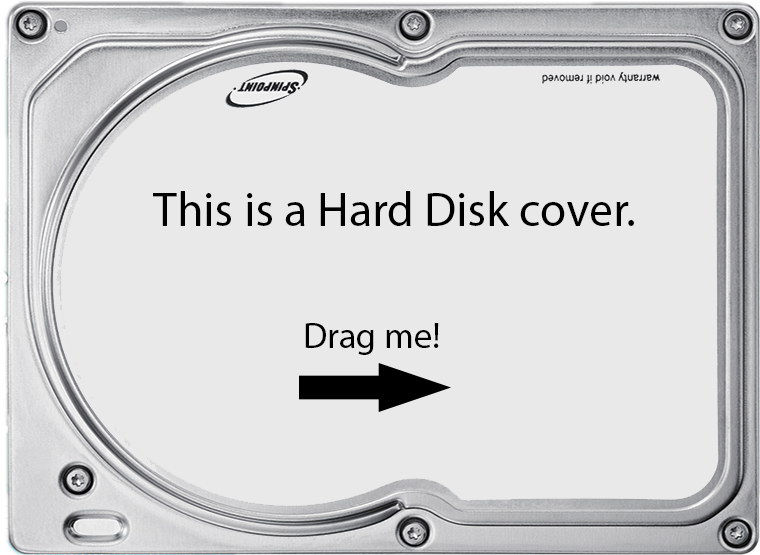 SPINPOINT
warranty void if removed
This is a Hard Disk cover.
Drag me!